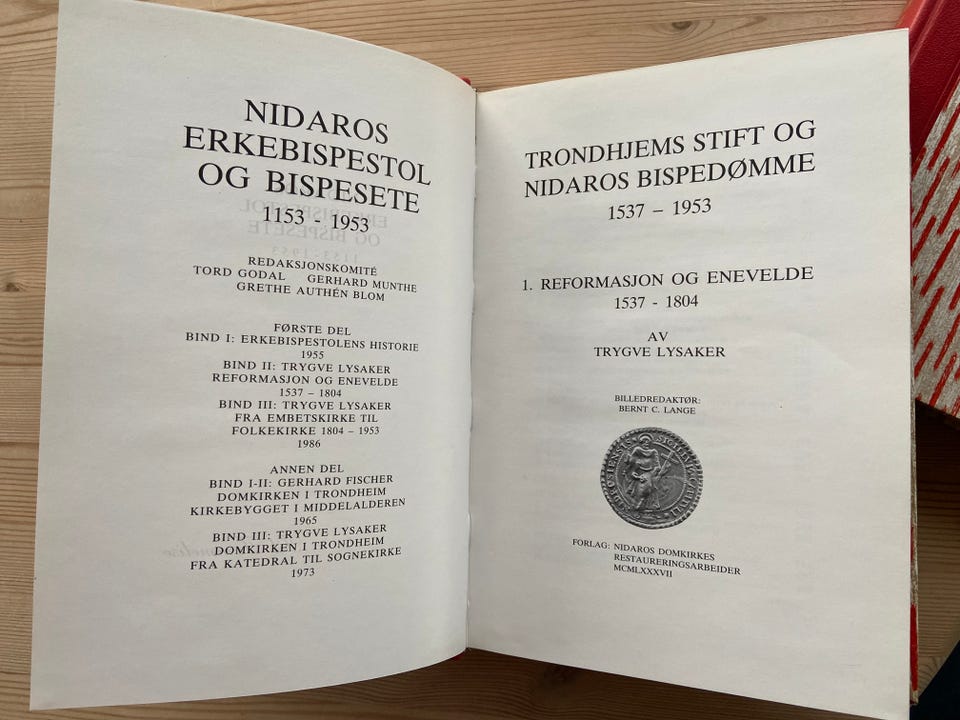 NIDAROS
ERKEBISPESTOL
OG BISPESETE
1153 - 1953
REDAKSJONSKOMITÉ
TORD GODAL GERHARD MUNTHE
GRETHE AUTHÉN BLOM
FØRSTE DEL
BIND I: ERKEBISPESTOLENS HISTORIE
1955
BIND II: TRYGVE LYSAKER
REFORMASJON OG ENEVELDE
1537 - 1804
BIND III: TRYGVE LYSAKER
FRA EMBETSKIRKE TIL
FOLKEKIRKE 1804 – 1953
1986
ANNEN DEL
BIND I-II: GERHARD FISCHER
DOMKIRKEN I TRONDHEIM
KIRKEBYGGET I MIDDELALDEREN
1965
BIND III: TRYGVE LYSAKER
DOMKIRKEN I TRONDHEIM
FRA KATEDRAL TIL SOGNEKIRKE
1973
TRONDHJEMS STIFT OG
NIDAROS BISPEDØMME
1537 – 1953
1. REFORMASJON OG ENEVELDE
1537 - 1804
AV
TRYGVE LYSAKER
BILLEDREDAKTØR:
BERNT C. LANGE
FORLAG: NIDAROS DOMKIRKES
RESTAURERINGSARBEIDER
MCMLXXXVII